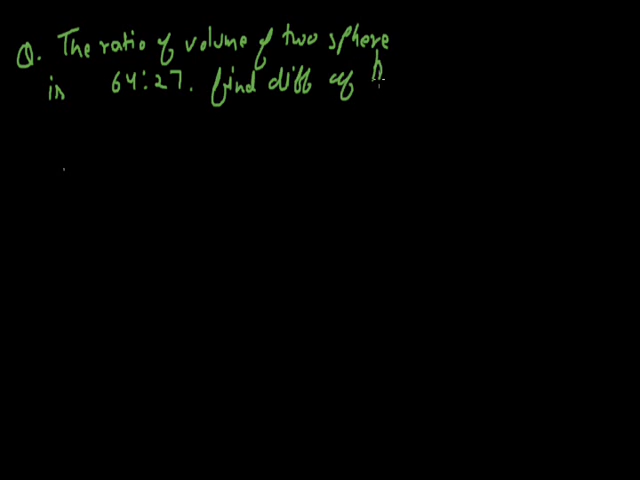 Q. The ratio of volume of two sphere
is 64:27. find diff of